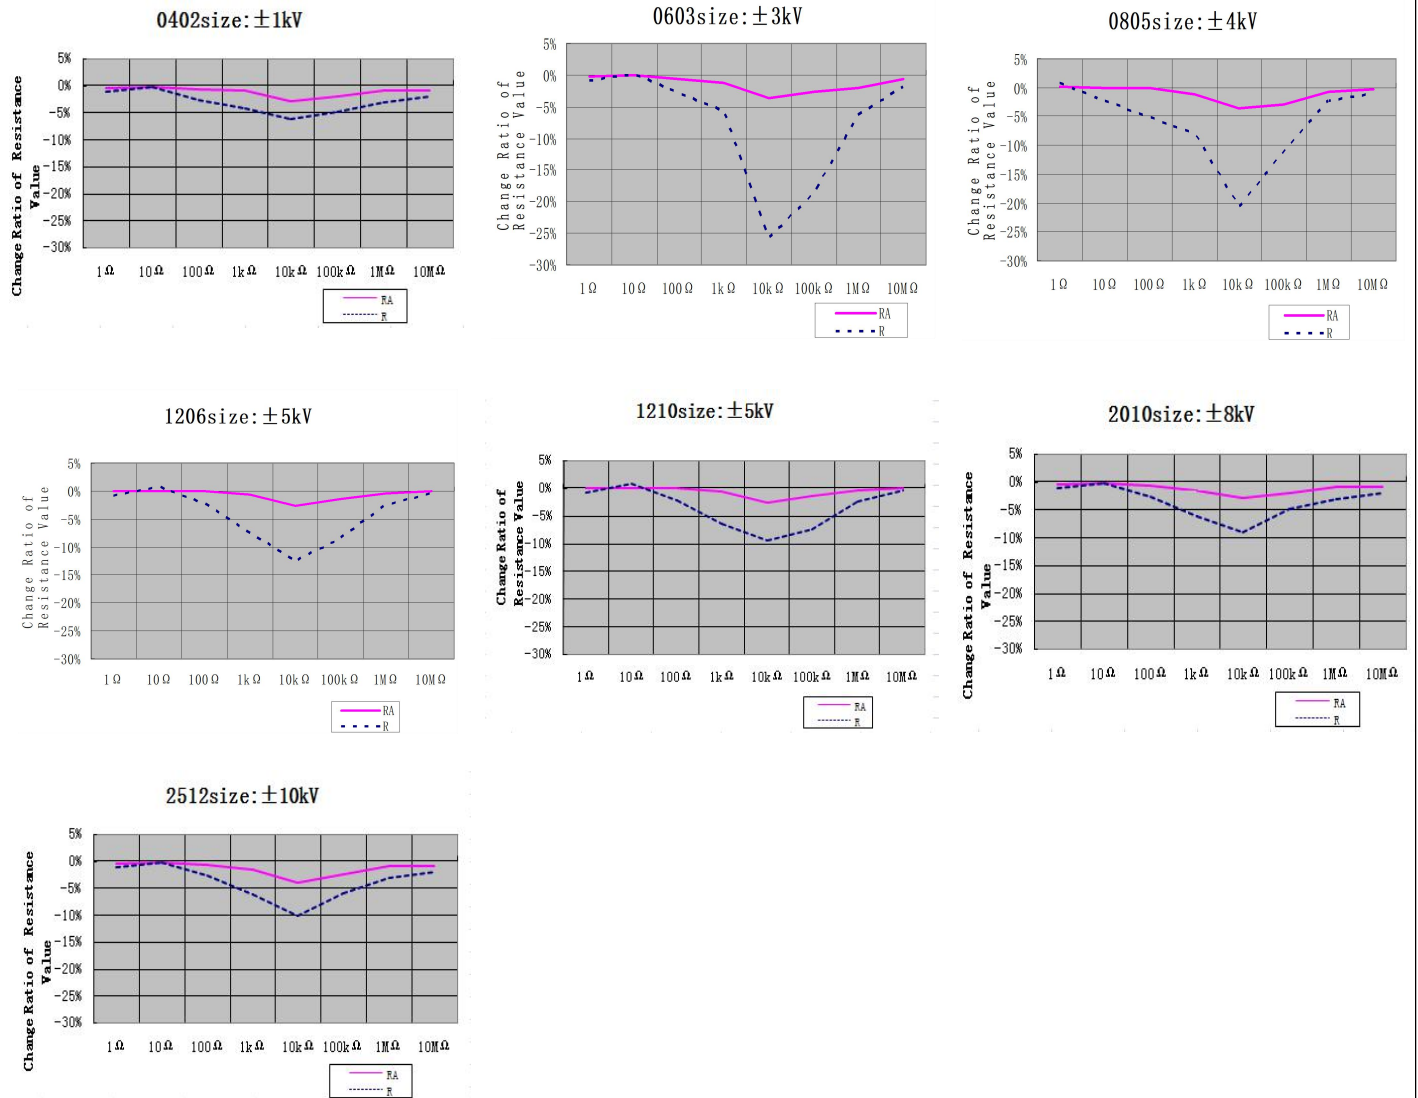 0402size:±1kV
5%
0%
-5%
-10%
-15%
-20%
-25%
-30%
Change Ratio of Resistance
Value
1Ω 10Ω 100Ω 1kΩ 10kΩ 100kΩ 1MΩ 10MΩ
RA
R
0603size:±3kV
5%
0%
-5%
-10%
-15%
-20%
-25%
-30%
Change Ratio of
Resistance Value
1Ω 10Ω 100Ω 1kΩ 10kΩ 100kΩ 1MΩ 10MΩ
RA
R
0805size:±4kV
5%
0%
-5%
-10%
-15%
-20%
-25%
-30%
Change Ratio of
Resistance Value
1Ω 10Ω 100Ω 1kΩ 10kΩ 100kΩ 1MΩ 10MΩ
RA
R
1206size:±5kV
5%
0%
-5%
-10%
-15%
-20%
-25%
-30%
Change Ratio of
Resistance Value
1Ω 10Ω 100Ω 1kΩ 10kΩ 100kΩ 1MΩ 10MΩ
RA
R
1210size:±5kV
5%
0%
-5%
-10%
-15%
-20%
-25%
-30%
Change Ratio of
Resistance Value
1Ω 10Ω 100Ω 1kΩ 10kΩ 100kΩ 1MΩ 10MΩ
RA
R
2010size:±8kV
5%
0%
-5%
-10%
-15%
-20%
-25%
-30%
Change Ratio of Resistance
Value
1Ω 10Ω 100Ω 1kΩ 10kΩ 100kΩ 1MΩ 10MΩ
RA
R
2512size:±10kV
5%
0%
-5%
-10%
-15%
-20%
-25%
-30%
Change Ratio of Resistance
Value
1Ω 10Ω 100Ω 1kΩ 10kΩ 100kΩ 1MΩ 10MΩ
RA
R